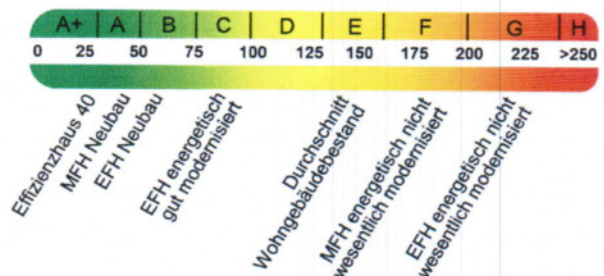 A+ A B C D E F G H
0 25 50 75 100 125 150 175 200 225 >250
Effizienzhaus 40
MFH Neubau
EFH Neubau
EFH energetisch
gut modernisiert
Durchschnitt
Wohngebäudebestand
MFH energetisch nicht
wesentlich modernisiert
EFH energetisch nicht
wesentlich modernisiert